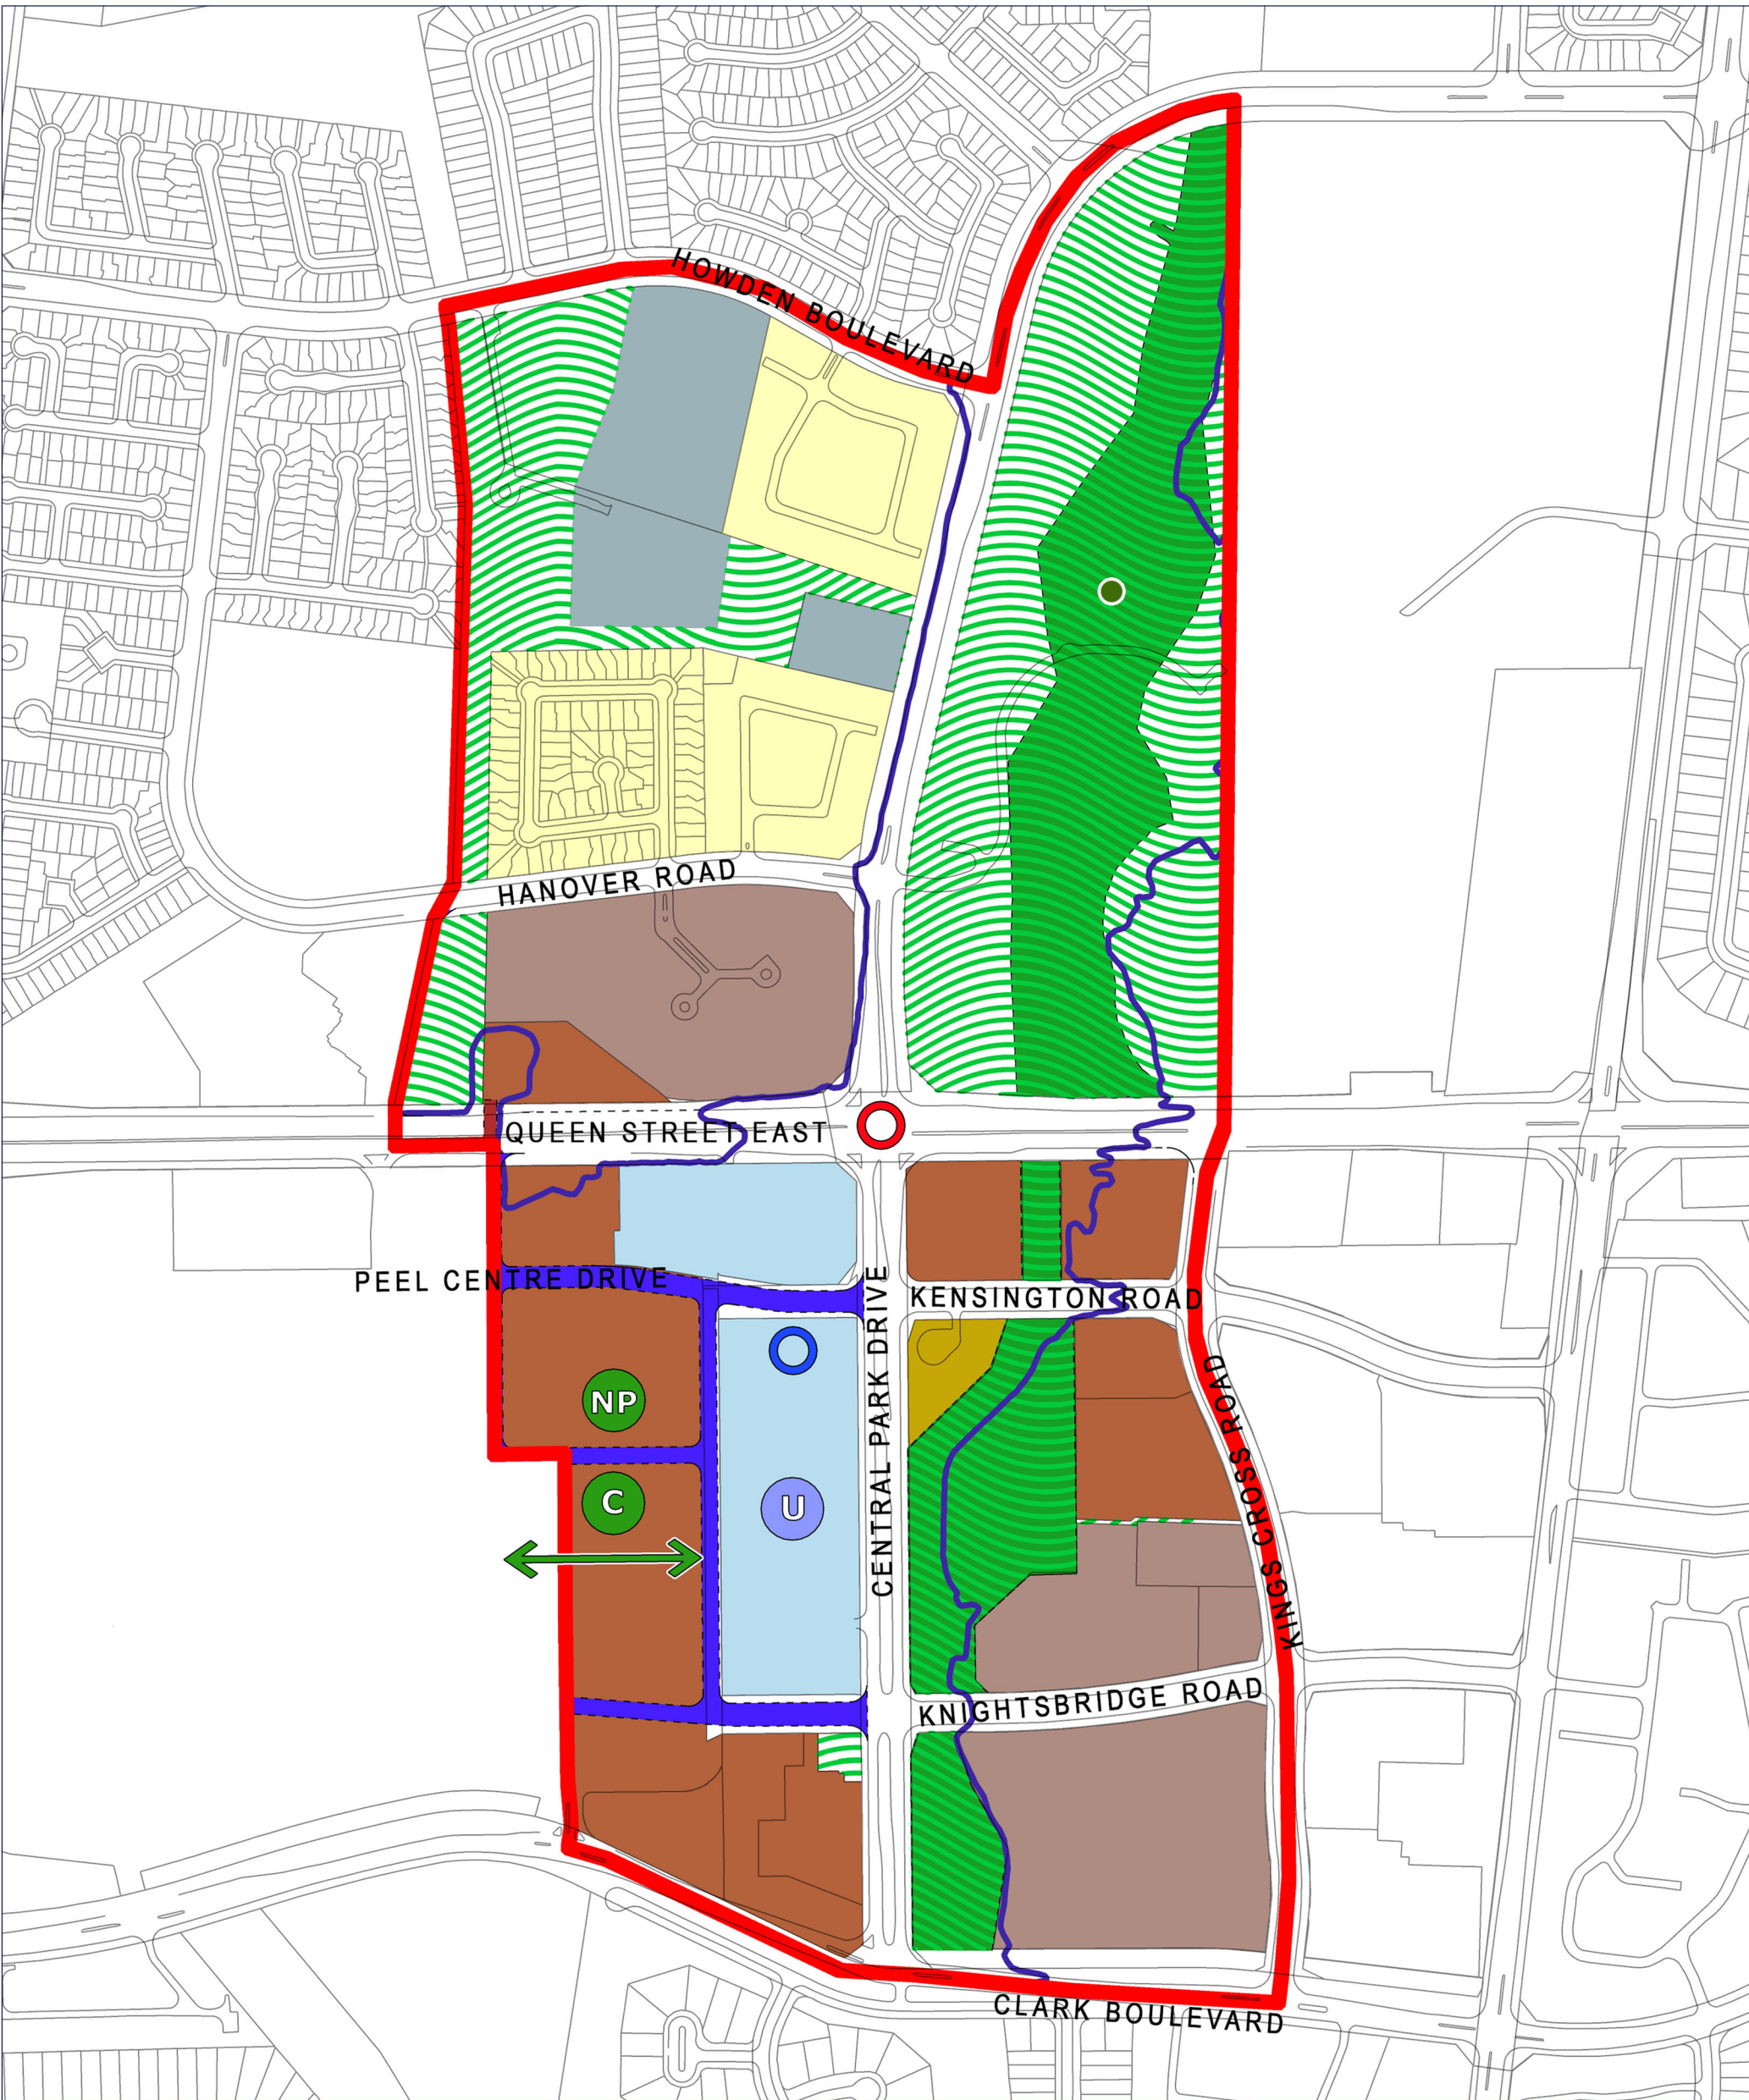 HOWDEN BOULEVARD
HANOVER ROAD
QUEEN STREET EAST
PEEL CENTRE DRIVE
CENTRAL PARK DRIVE
KENSINGTON ROAD
KINGS CROSS ROAD
NP
C
U
KNIGHTSBRIDGE ROAD
CLARK BOULEVARD